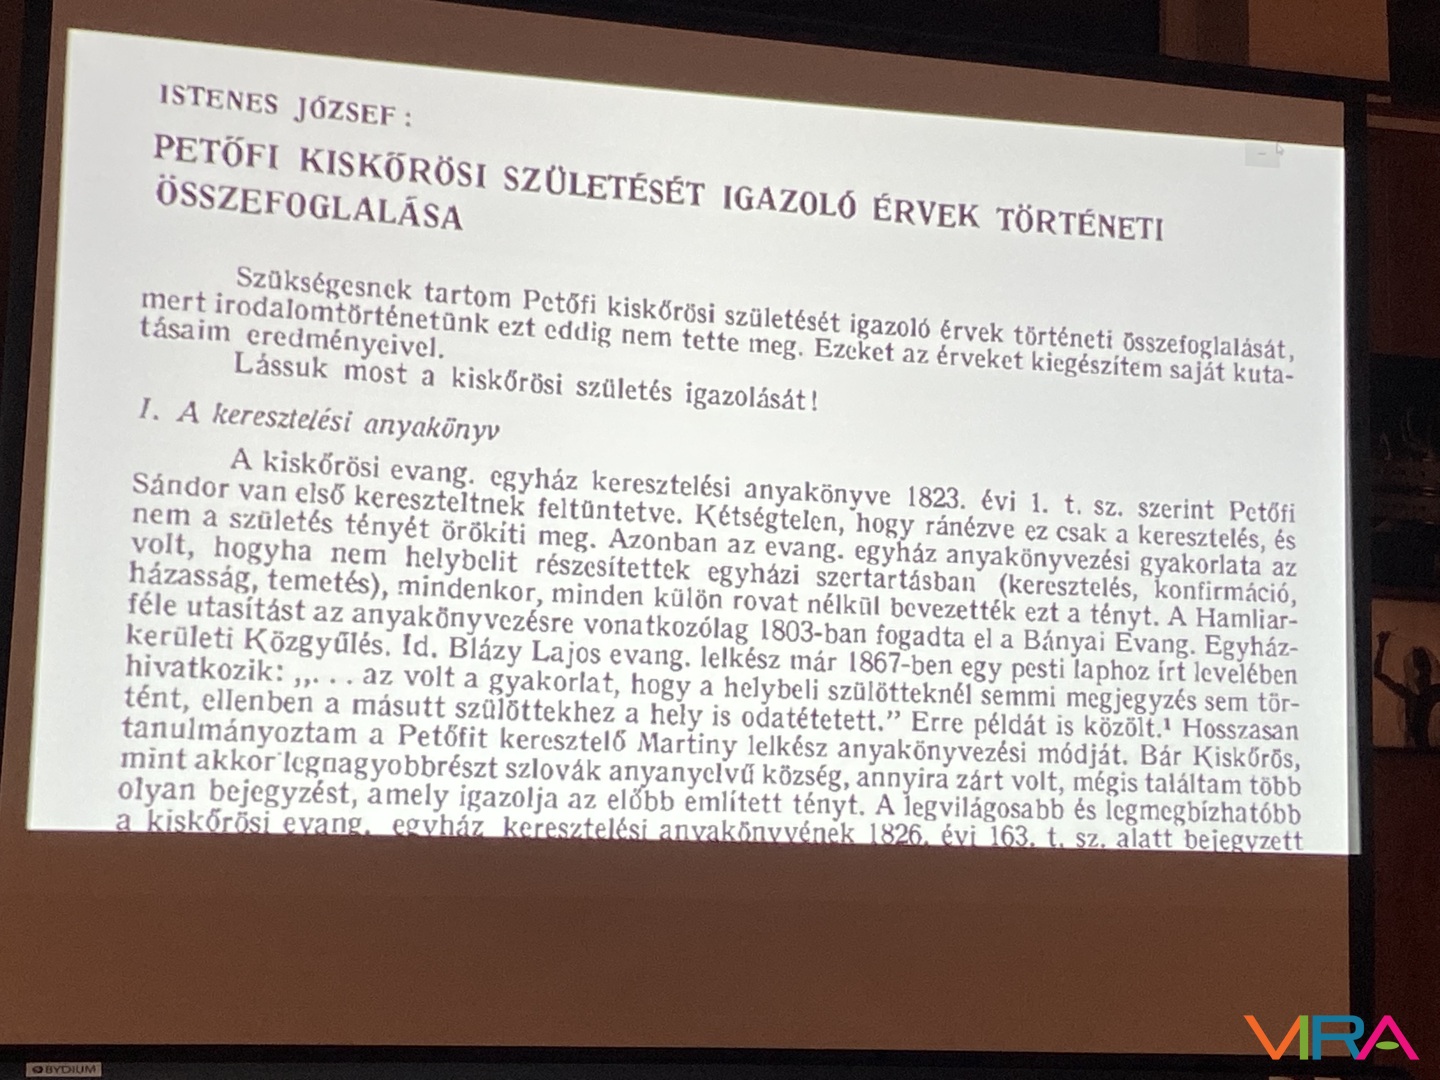 ISTENES JÓZSEF:
PETŐFI KISKŐRÖSI SZÜLETÉSÉT IGAZOLÓ ÉRVEK TÖRTÉNETI
ÖSSZEFOGLALÁSA
Szükségesnek tartom Petőfi kiskőrösi születését igazoló érvek történeti összefoglalását,
mert irodalomtörténetünk ezt eddig nem tette meg. Ezeket az érveket kiegészítem saját kuta-
tásaim eredményeivel.
Lássuk most a kiskőrösi születés igazolását!
I. A keresztelési anyakönyv
A kiskőrösi evang. egyház keresztelési anyakönyve 1823. évi 1. t. sz. szerint Petőfi
Sándor van első kereszteltnek feltüntetve. Kétségtelen, hogy ránézve ez csak a keresztelés, és
nem a születés tényét örökíti meg. Azonban az evang. egyház anyakönyvezési gyakorlata az
volt, hogyha nem helybelit részesítettek egyházi szertartásban (keresztelés, konfirmáció,
házasság, temetés), mindenkor, minden külön rovat nélkül bevezették ezt a tényt. A Hamliar-
féle utasítást az anyakönyvezésre vonatkozólag 1803-ban fogadta el a Bányai Evang. Egyház-
kerületi Közgyűlés. Id. Blázy Lajos evang. lelkész már 1867-ben egy pesti laphoz írt levelében
hivatkozik: „... az volt a gyakorlat, hogy a helybeli szülötteknél semmi megjegyzés sem tör-
tént, ellenben a másutt szülöttekhez a hely is odatétetett.” Erre példát is közölt.¹ Hosszasan
tanulmányoztam a Petőfit keresztelő Martiny lelkész anyakönyvezési módját. Bár Kiskőrös,
mint akkor legnagyobbrészt szlovák anyanyelvű község, annyira zárt volt, mégis találtam több
olyan bejegyzést, amely igazolja az előbb említett tényt. A legvilágosabb és legmegbízhatóbb
a kiskőrösi evang. egyház keresztelési anyakönyvének 1826. évi 163. t. sz. alatt bejegyzett
BYDIUM
VIRA